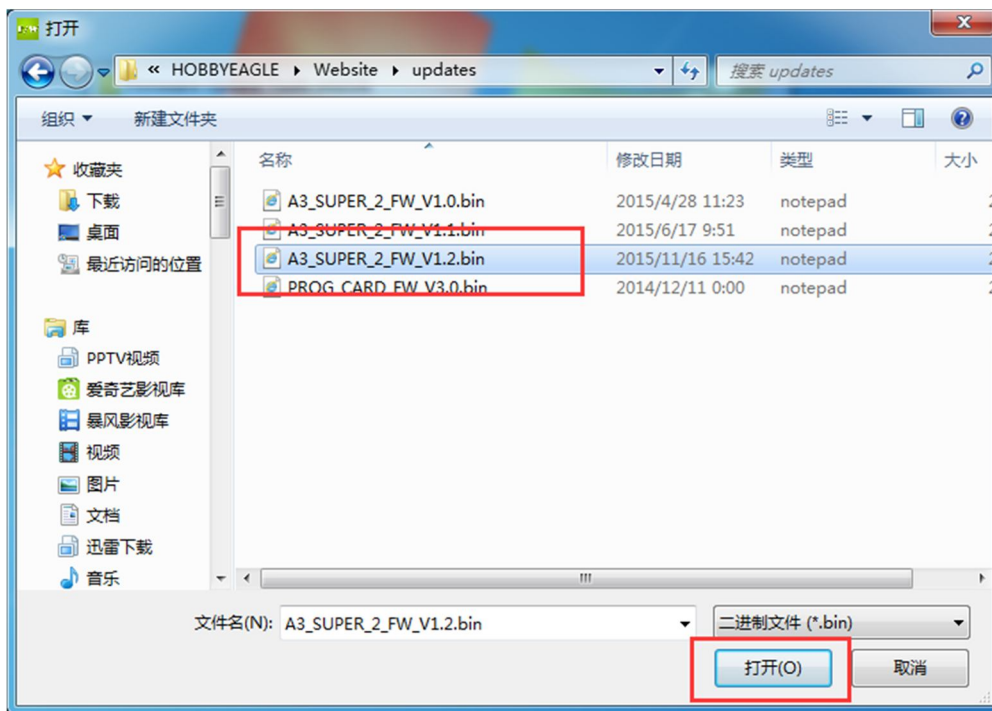 打开
« HOBBYEAGLE Website updates
搜索 updates
组织 新建文件夹
名称 修改日期 类型 大小
A3_SUPER_2_FW_V1.0.bin 2015/4/28 11:23 notepad
A3_SUPER_2_FW_V1.1.bin 2015/6/17 9:51 notepad
A3_SUPER_2_FW_V1.2.bin 2015/11/16 15:42 notepad
PROG_CARD_FW_V3.0.bin 2014/12/11 0:00 notepad
收藏夹
下载
桌面
最近访问的位置
库
PPTV视频
爱奇艺影视库
暴风影视库
视频
图片
文档
迅雷下载
音乐
文件名(N): A3_SUPER_2_FW_V1.2.bin 二进制文件 (*.bin)
打开(O) 取消